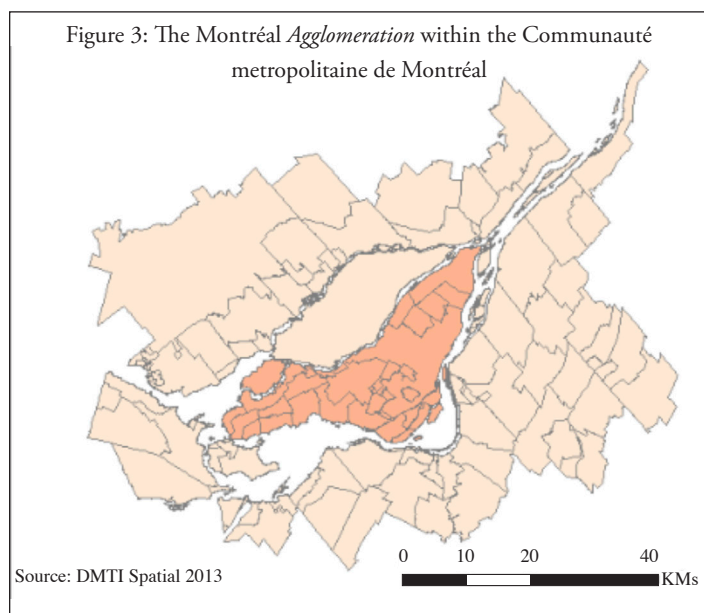 Figure 3: The Montréal Agglomeration within the Communauté
metropolitaine de Montréal
0 10 20 40
KMs
Source: DMTI Spatial 2013